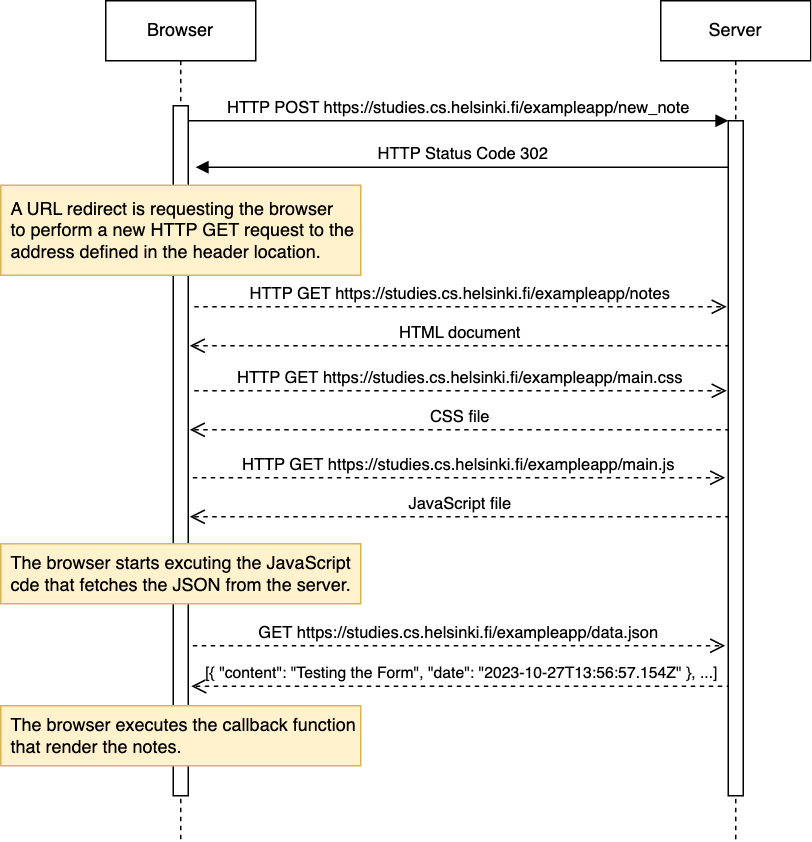 Browser
Server
HTTP POST https://studies.cs.helsinki.fi/exampleapp/new_note
HTTP Status Code 302
A URL redirect is requesting the browser
to perform a new HTTP GET request to the
address defined in the header location.
HTTP GET https://studies.cs.helsinki.fi/exampleapp/notes
HTML document
HTTP GET https://studies.cs.helsinki.fi/exampleapp/main.css
CSS file
HTTP GET https://studies.cs.helsinki.fi/exampleapp/main.js
JavaScript file
The browser starts excuting the JavaScript
cde that fetches the JSON from the server.
GET https://studies.cs.helsinki.fi/exampleapp/data.json
[{ "content": "Testing the Form", "date": "2023-10-27T13:56:57.154Z" }, ...]
The browser executes the callback function
that render the notes.